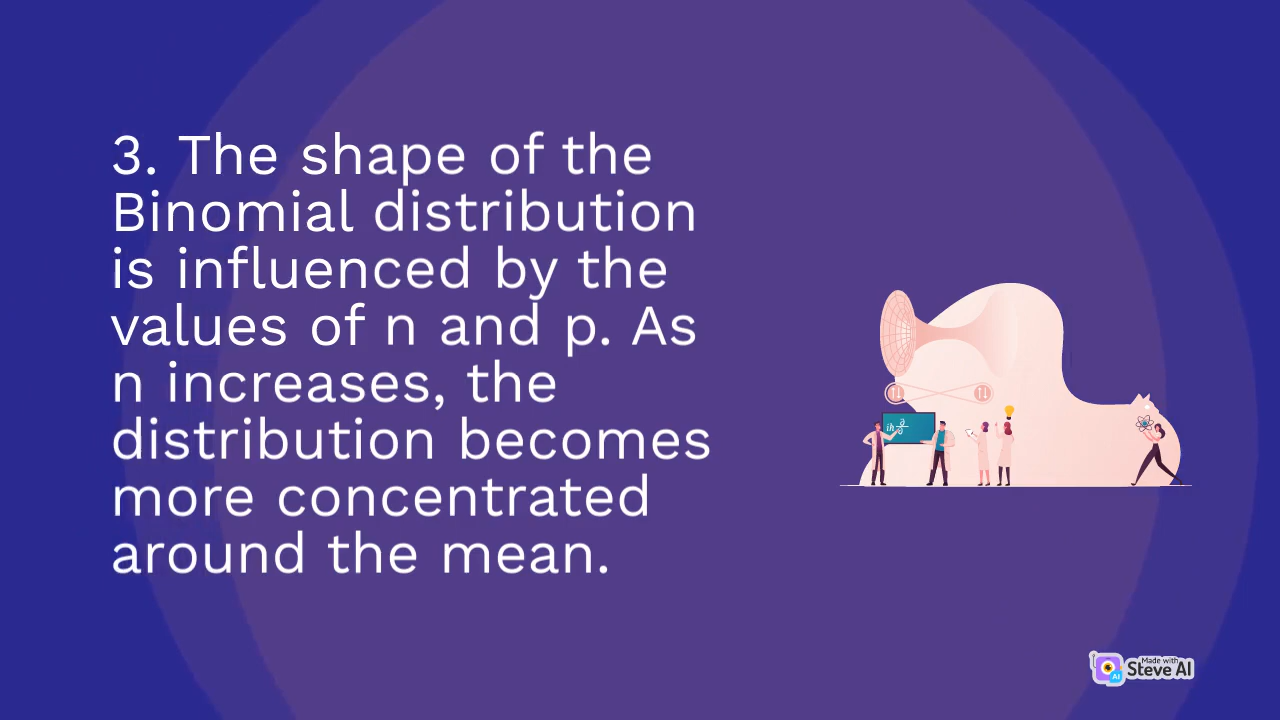 3. The shape of the
Binomial distribution
is influenced by the
values of n and p. As
n increases, the
distribution becomes
more concentrated
around the mean.
Made with
Steve AI
AI